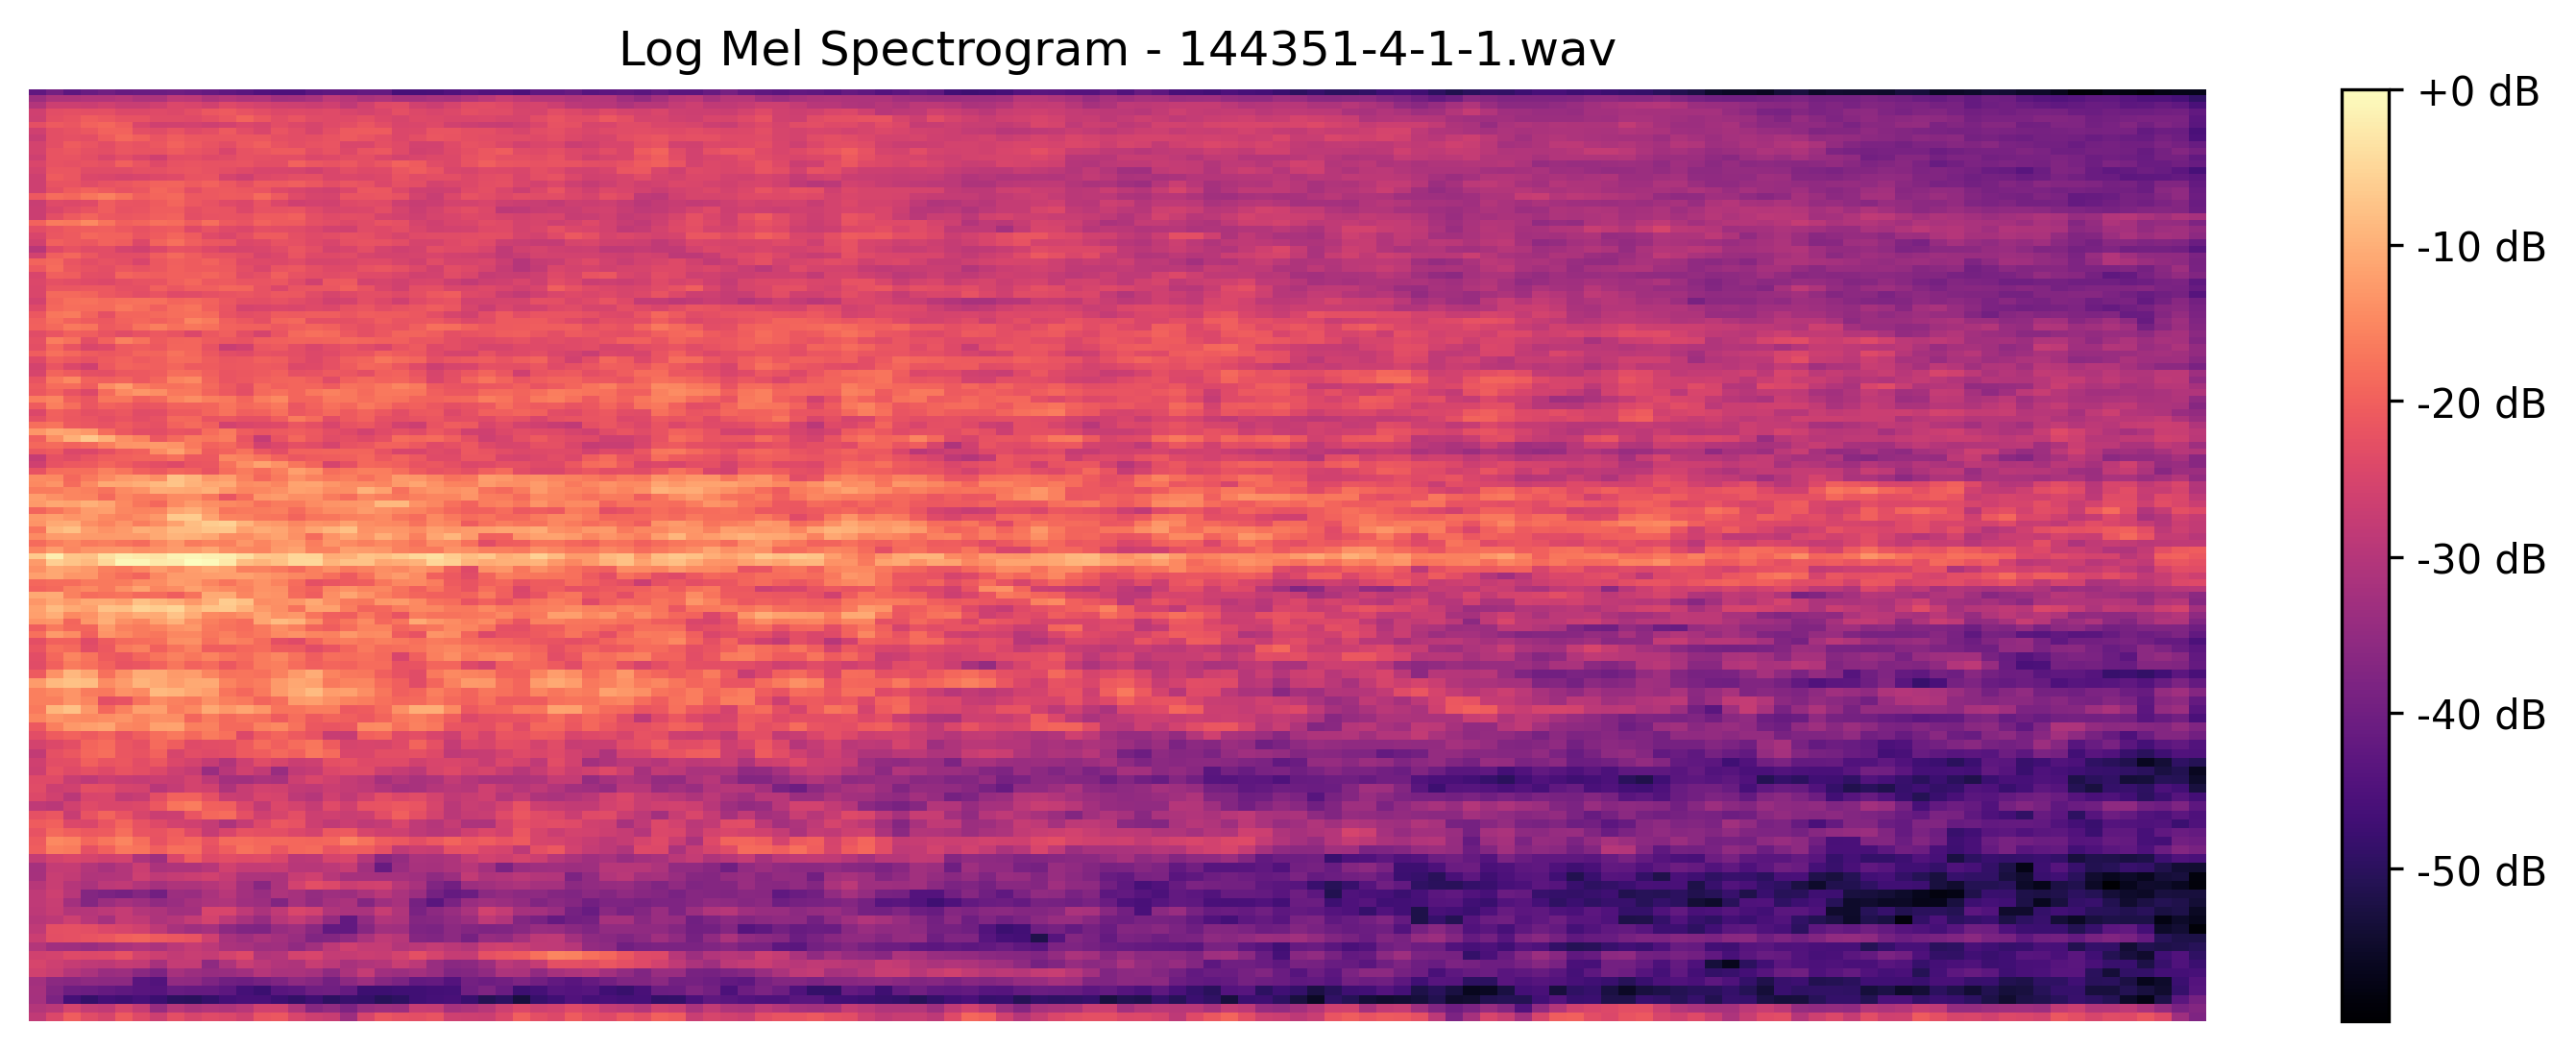 Log Mel Spectrogram - 144351-4-1-1.wav
+0 dB
-10 dB
-20 dB
-30 dB
-40 dB
-50 dB